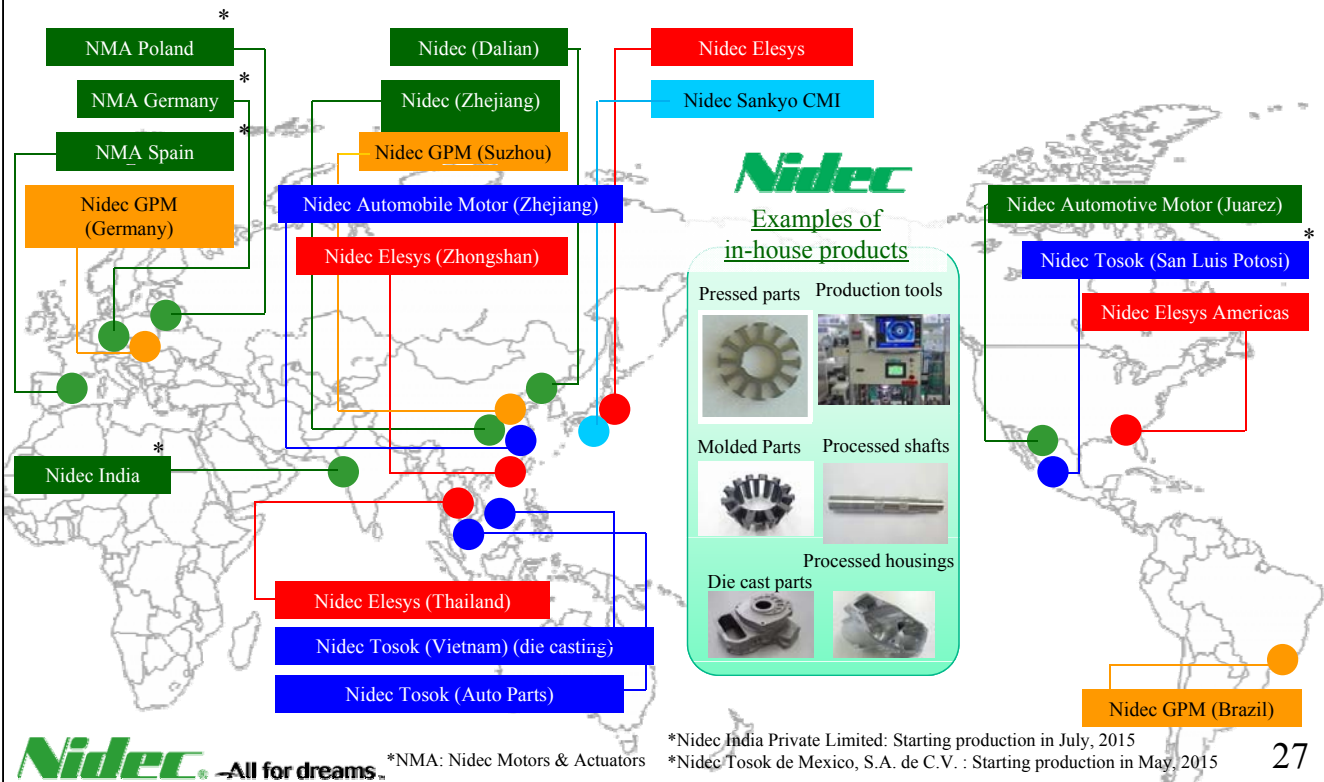 *
NMA Poland
*
NMA Germany
*
NMA Spain
Nidec GPM
(Germany)
Nidec (Dalian)
Nidec (Zhejiang)
Nidec GPM (Suzhou)
Nidec Automobile Motor (Zhejiang)
Nidec Elesys (Zhongshan)
Nidec Elesys
Nidec Sankyo CMI
Nidec
Examples of
in-house products
Pressed parts
Production tools
Molded Parts
Processed shafts
Die cast parts
Processed housings
Nidec Automotive Motor (Juarez)
*
Nidec Tosok (San Luis Potosi)
Nidec Elesys Americas
*
Nidec India
Nidec Elesys (Thailand)
Nidec Tosok (Vietnam) (die casting)
Nidec Tosok (Auto Parts)
Nidec GPM (Brazil)
Nidec® -All for dreams™
*NMA: Nidec Motors & Actuators
*Nidec India Private Limited: Starting production in July, 2015
*Nidec Tosok de Mexico, S.A. de C.V. : Starting production in May, 2015
27